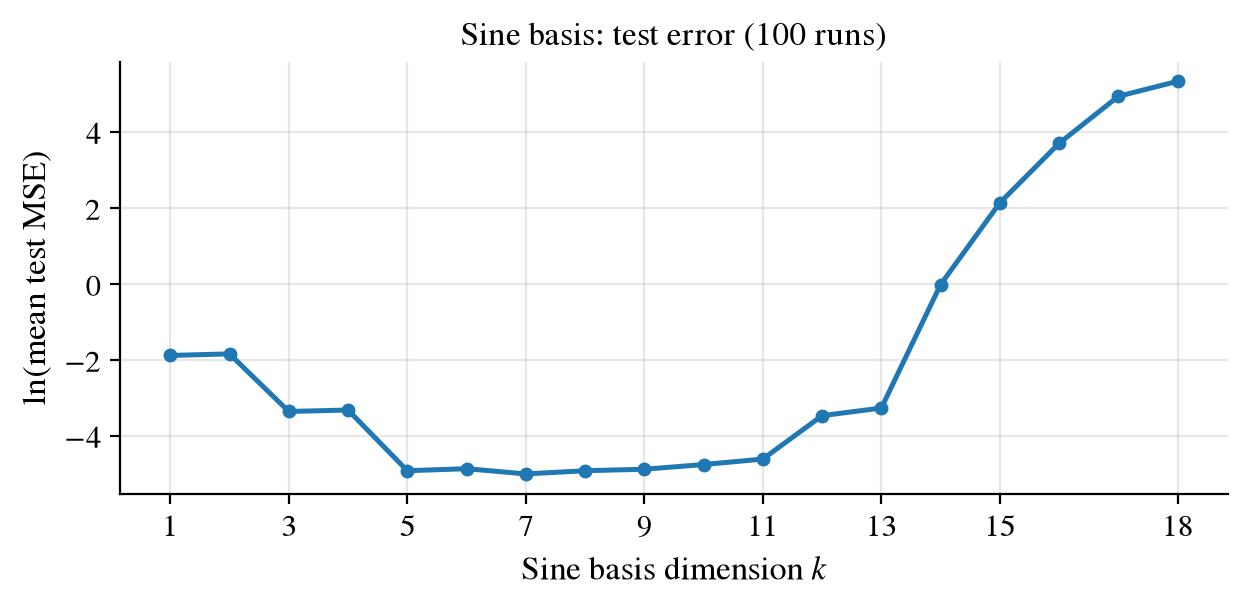 Sine basis: test error (100 runs)
ln(mean test MSE)
4
2
0
−2
−4
1 3 5 7 9 11 13 15 18
Sine basis dimension k